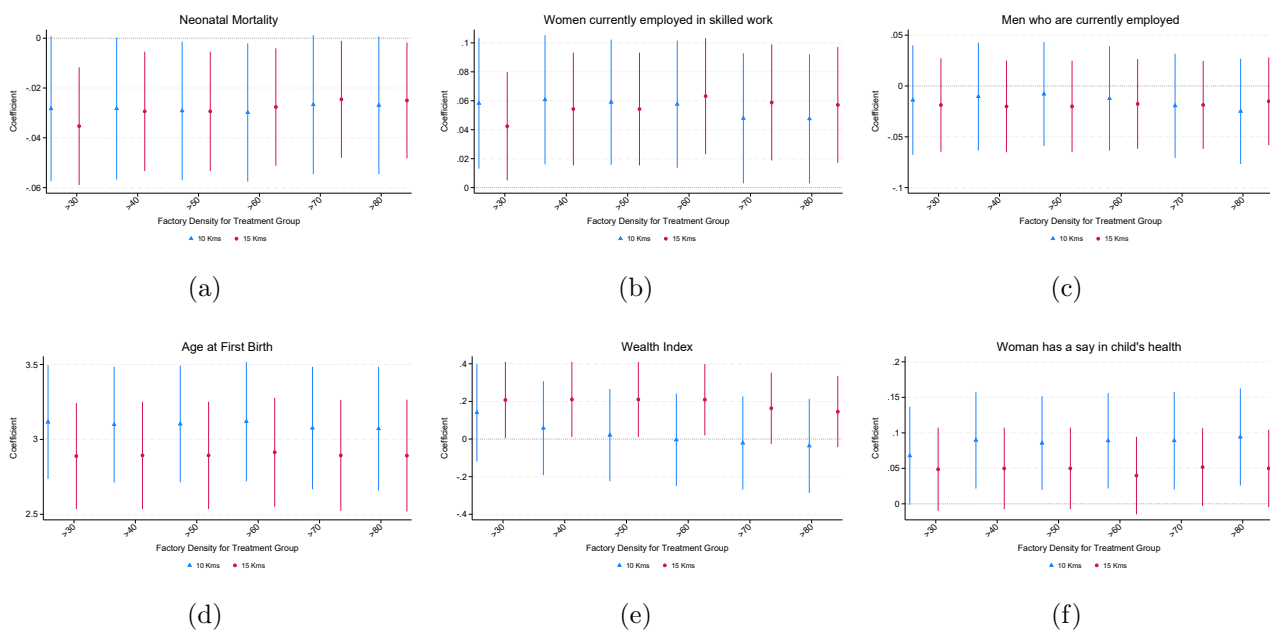 Neonatal Mortality
Coefficient
0
-.02
-.04
-.06
>30 >40 >50 >60 >70 >80
Factory Density for Treatment Group
10 Kms 15 Kms
(a)
Women currently employed in skilled work
Coefficient
.1
.08
.06
.04
.02
0
>30 >40 >50 >60 >70 >80
Factory Density for Treatment Group
10 Kms 15 Kms
(b)
Men who are currently employed
Coefficient
.05
0
-.05
-.1
>30 >40 >50 >60 >70 >80
Factory Density for Treatment Group
10 Kms 15 Kms
(c)
Age at First Birth
Coefficient
3.5
3
2.5
>30 >40 >50 >60 >70 >80
Factory Density for Treatment Group
10 Kms 15 Kms
(d)
Wealth Index
Coefficient
.4
.2
0
-.2
-.4
>30 >40 >50 >60 >70 >80
Factory Density for Treatment Group
10 Kms 15 Kms
(e)
Woman has a say in child's health
Coefficient
.2
.15
.1
.05
0
>30 >40 >50 >60 >70 >80
Factory Density for Treatment Group
10 Kms 15 Kms
(f)